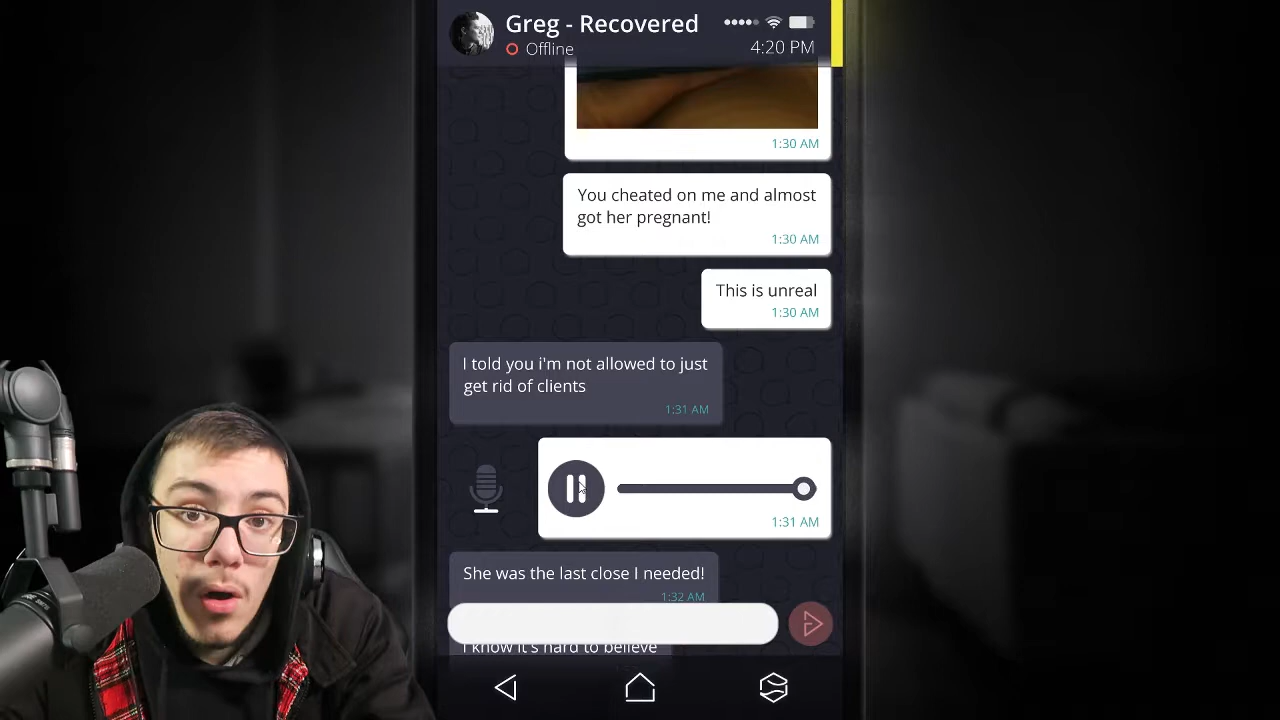 Greg - Recovered
Offline
4:20 PM
1:30 AM
You cheated on me and almost
got her pregnant!
1:30 AM
This is unreal
1:30 AM
I told you i'm not allowed to just
get rid of clients
1:31 AM
1:31 AM
She was the last close I needed!
1:32 AM
I know it's hard to believe